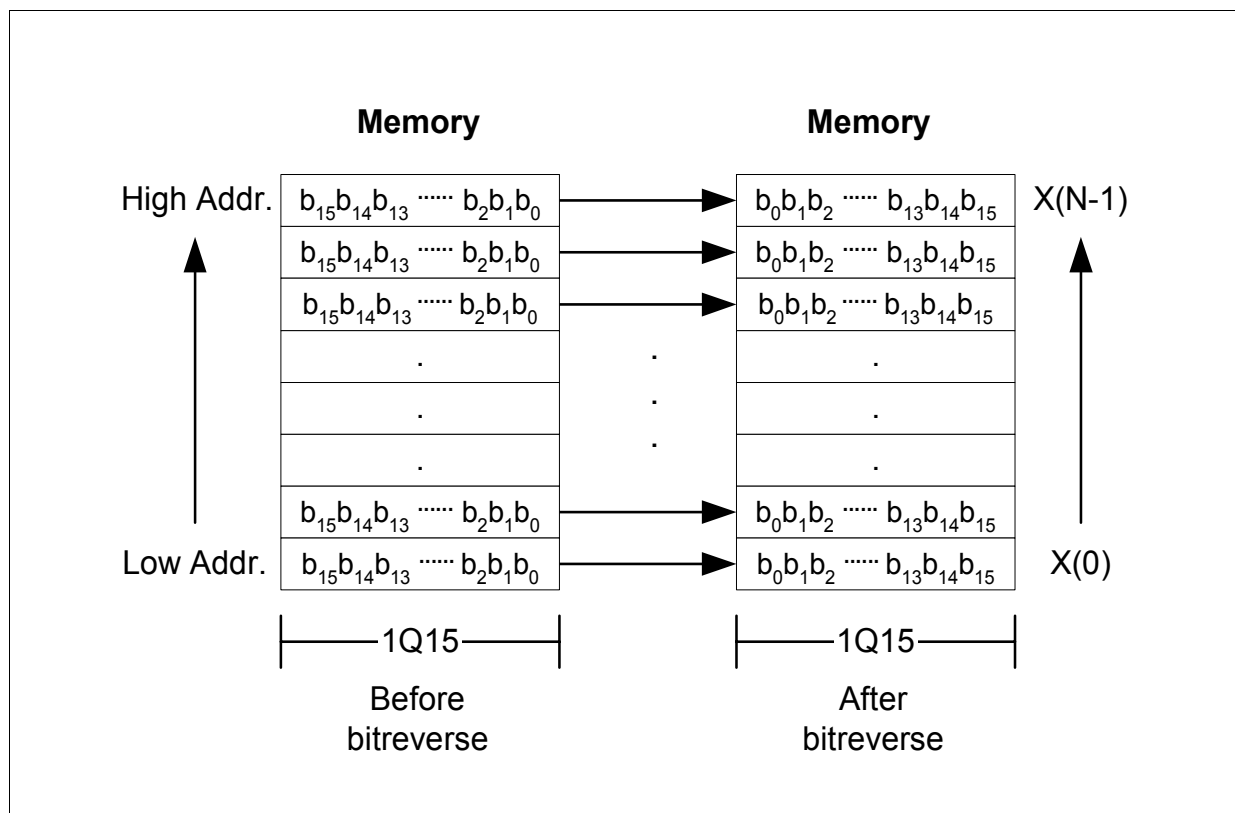 Memory Memory
High Addr. b₁₅b₁₄b₁₃ ······ b₂b₁b₀ b₀b₁b₂ ······ b₁₃b₁₄b₁₅ X(N-1)
b₁₅b₁₄b₁₃ ······ b₂b₁b₀ b₀b₁b₂ ······ b₁₃b₁₄b₁₅
b₁₅b₁₄b₁₃ ······ b₂b₁b₀ b₀b₁b₂ ······ b₁₃b₁₄b₁₅
. . .
. . .
. . .
b₁₅b₁₄b₁₃ ······ b₂b₁b₀ b₀b₁b₂ ······ b₁₃b₁₄b₁₅
Low Addr. b₁₅b₁₄b₁₃ ······ b₂b₁b₀ b₀b₁b₂ ······ b₁₃b₁₄b₁₅ X(0)
1Q15 1Q15
Before After
bitreverse bitreverse